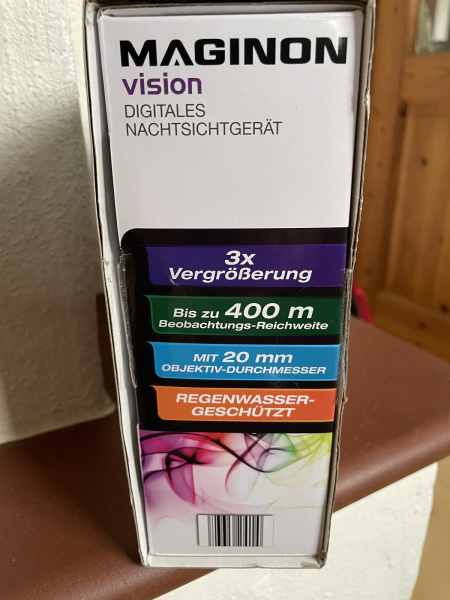 MAGINON
vision
DIGITALES
NACHTSICHTGERÄT
3x
Vergrößerung
Bis zu 400 m
Beobachtungs-Reichweite
MIT 20 mm
OBJEKTIV-DURCHMESSER
REGENWASSER-
GESCHÜTZT